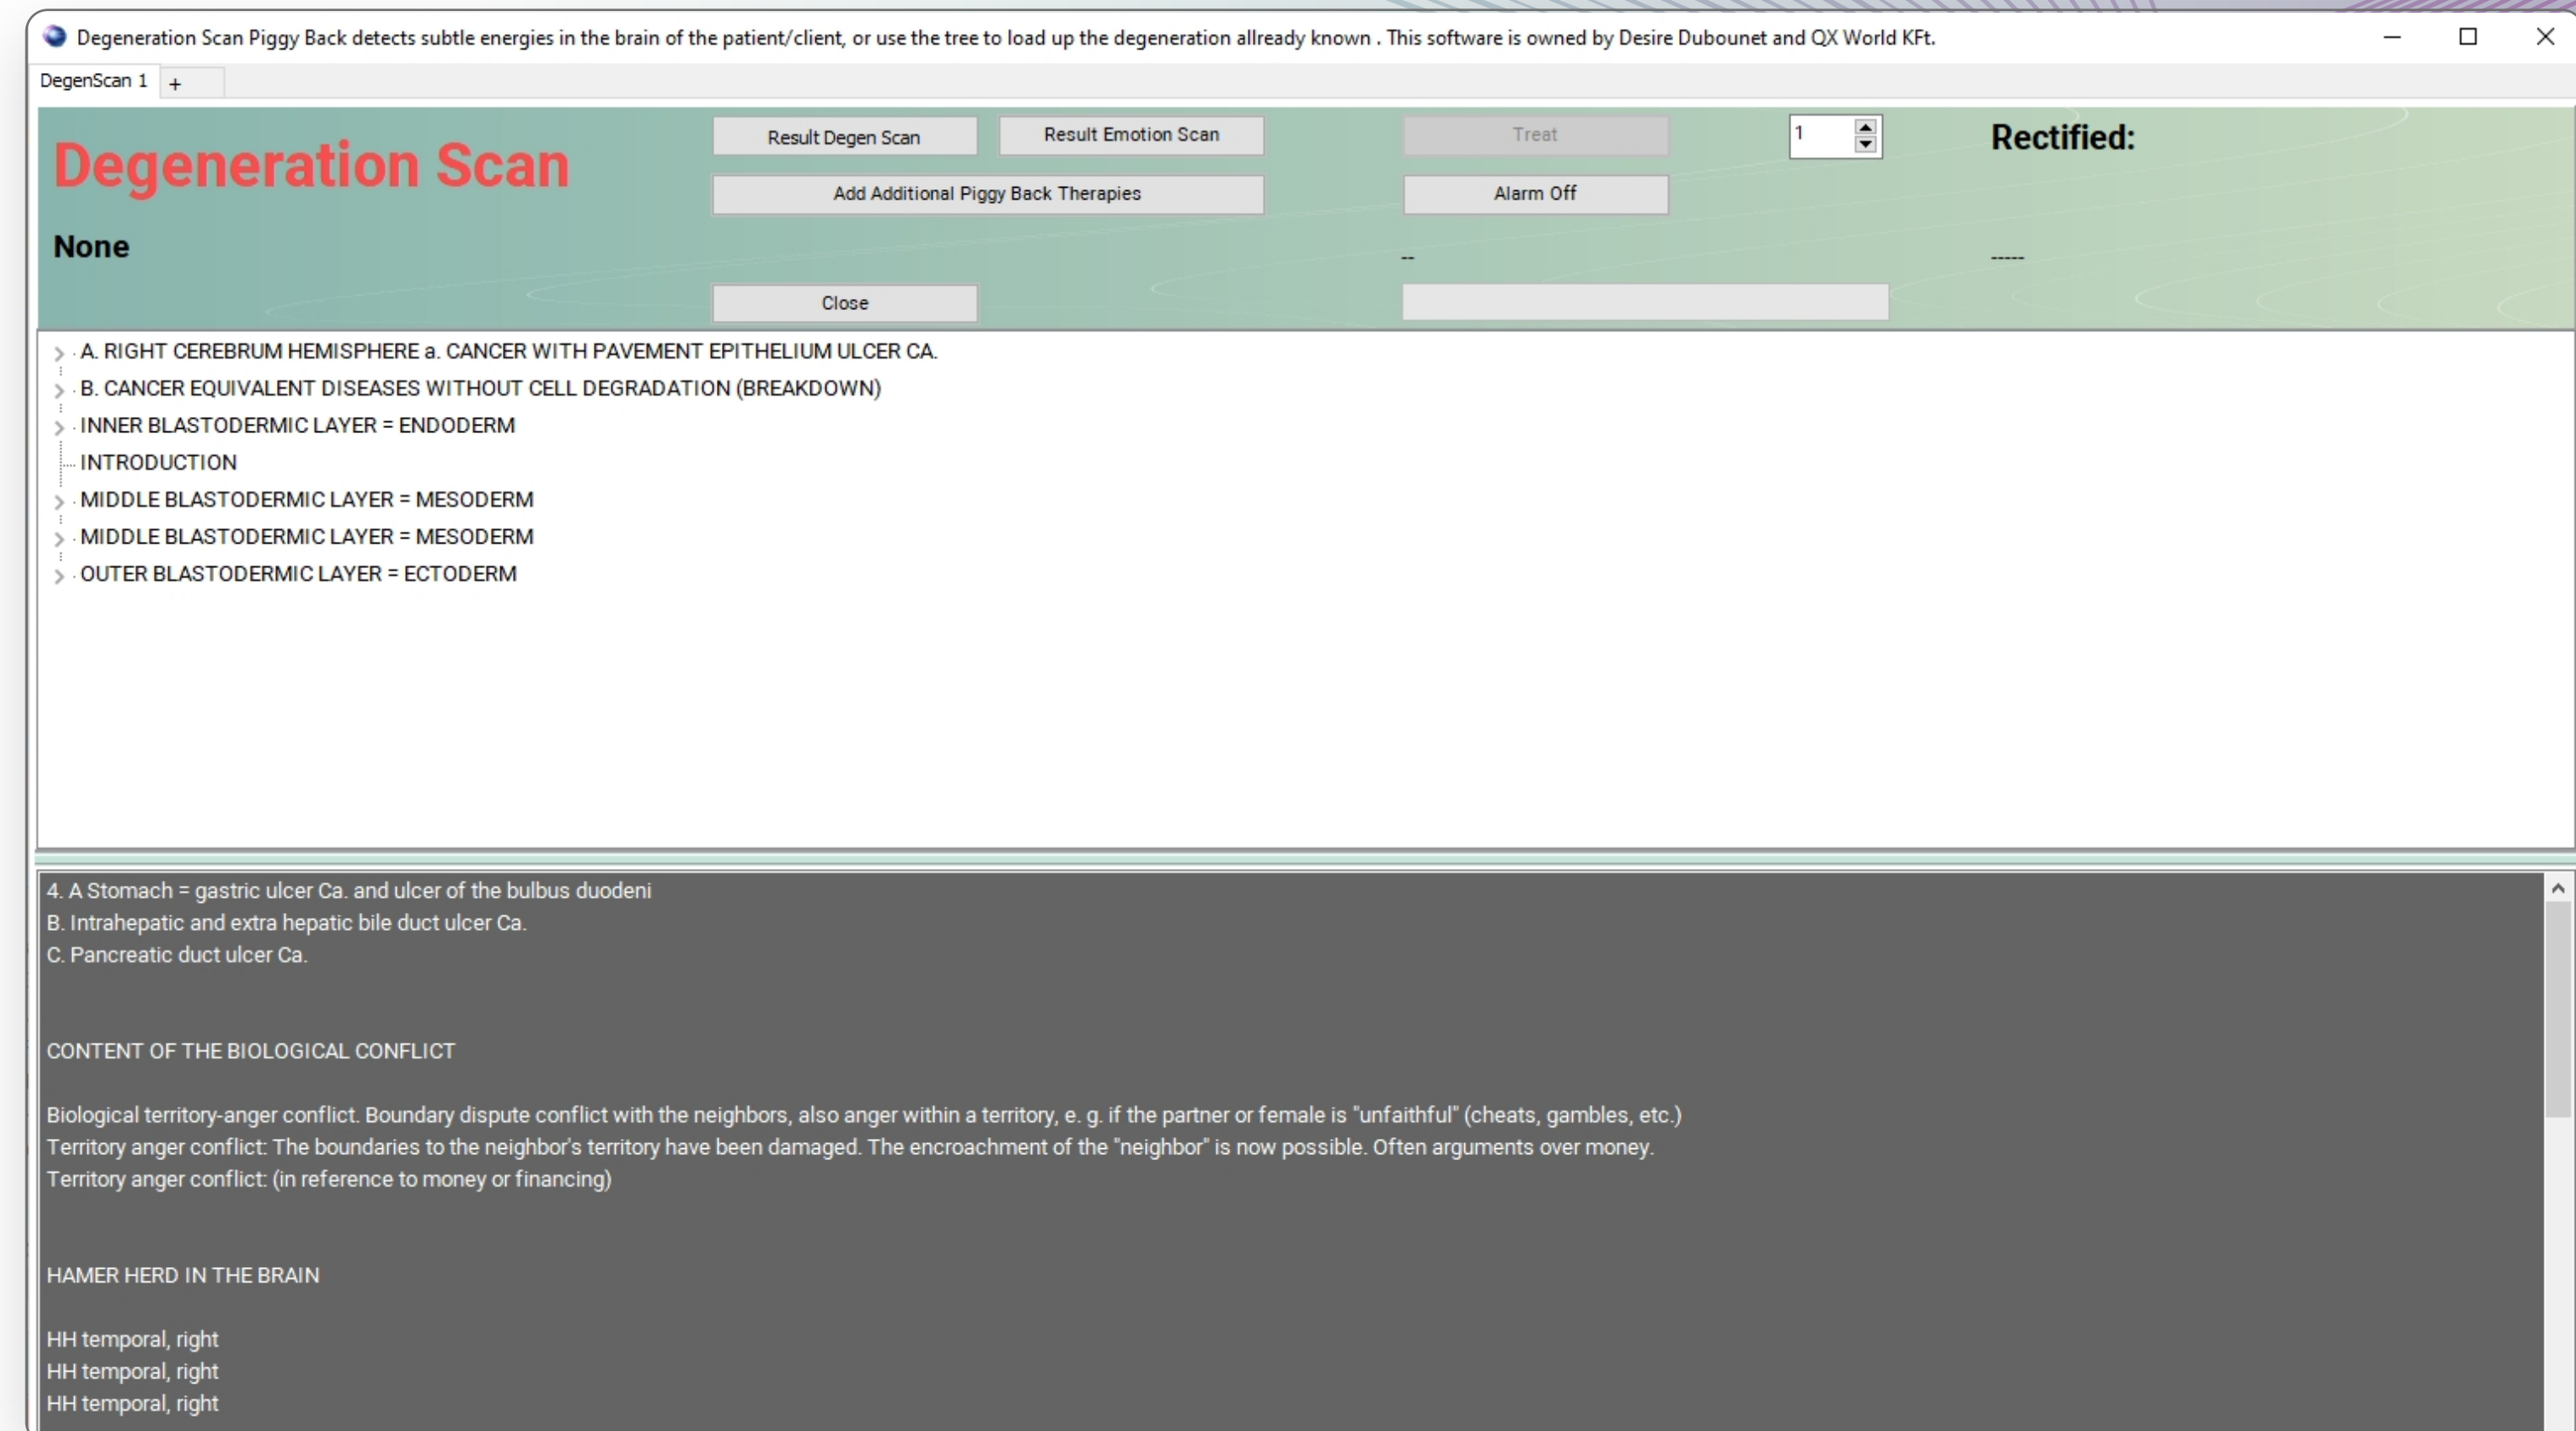 Degeneration Scan Piggy Back detects subtle energies in the brain of the patient/client, or use the tree to load up the degeneration allready known . This software is owned by Desire Dubounet and QX World KFt.
DegenScan 1 +
Degeneration Scan
Result Degen Scan
Result Emotion Scan
Treat
1
Rectified:
Add Additional Piggy Back Therapies
Alarm Off
None
--
-----
Close
A. RIGHT CEREBRUM HEMISPHERE a. CANCER WITH PAVEMENT EPITHELIUM ULCER CA.
B. CANCER EQUIVALENT DISEASES WITHOUT CELL DEGRADATION (BREAKDOWN)
INNER BLASTODERMIC LAYER = ENDODERM
INTRODUCTION
MIDDLE BLASTODERMIC LAYER = MESODERM
MIDDLE BLASTODERMIC LAYER = MESODERM
OUTER BLASTODERMIC LAYER = ECTODERM
4. A Stomach = gastric ulcer Ca. and ulcer of the bulbus duodeni
B. Intrahepatic and extra hepatic bile duct ulcer Ca.
C. Pancreatic duct ulcer Ca.
CONTENT OF THE BIOLOGICAL CONFLICT
Biological territory-anger conflict. Boundary dispute conflict with the neighbors, also anger within a territory, e. g. if the partner or female is "unfaithful" (cheats, gambles, etc.)
Territory anger conflict: The boundaries to the neighbor's territory have been damaged. The encroachment of the "neighbor" is now possible. Often arguments over money.
Territory anger conflict: (in reference to money or financing)
HAMER HERD IN THE BRAIN
HH temporal, right
HH temporal, right
HH temporal, right